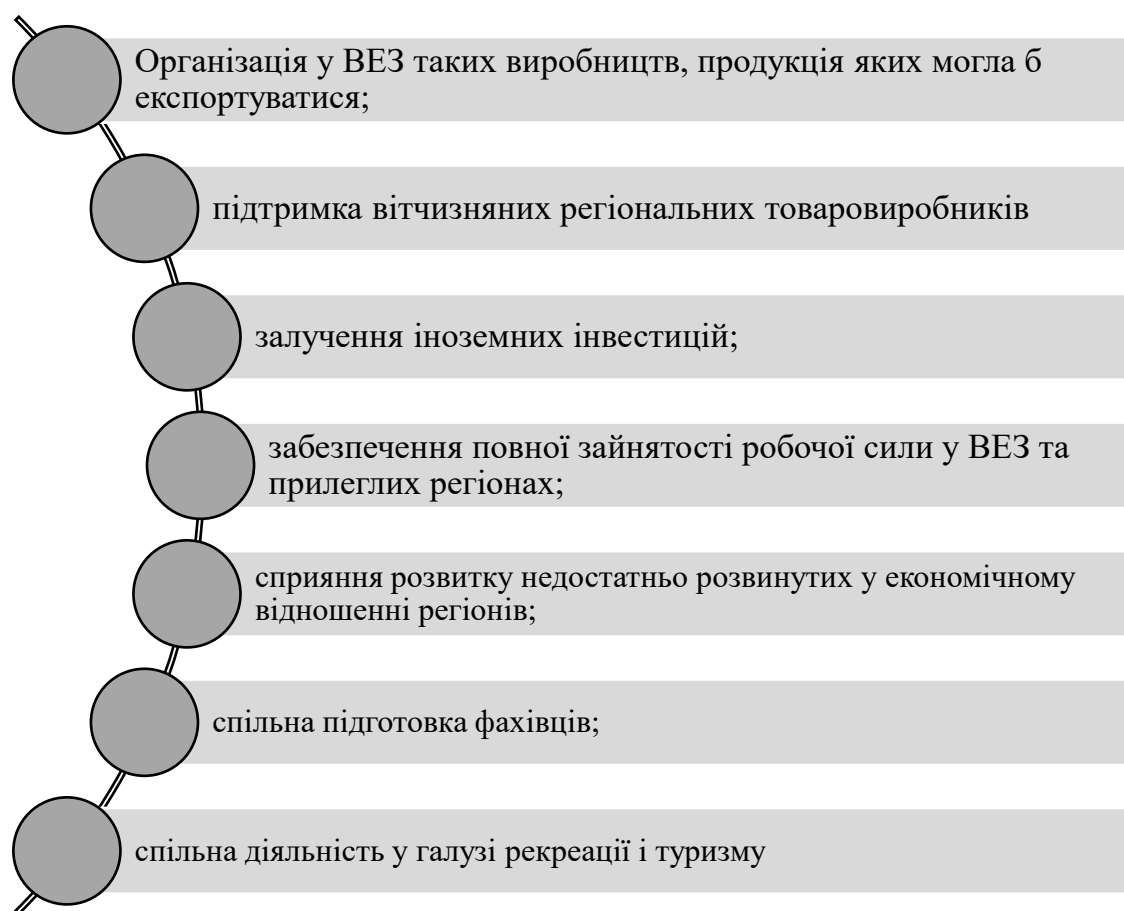 Організація у ВЕЗ таких виробництв, продукція яких могла б
експортуватися;
підтримка вітчизняних регіональних товаровиробників
залучення іноземних інвестицій;
забезпечення повної зайнятості робочої сили у ВЕЗ та
прилеглих регіонах;
сприяння розвитку недостатньо розвинутих у економічному
відношенні регіонів;
спільна підготовка фахівців;
спільна діяльність у галузі рекреації і туризму